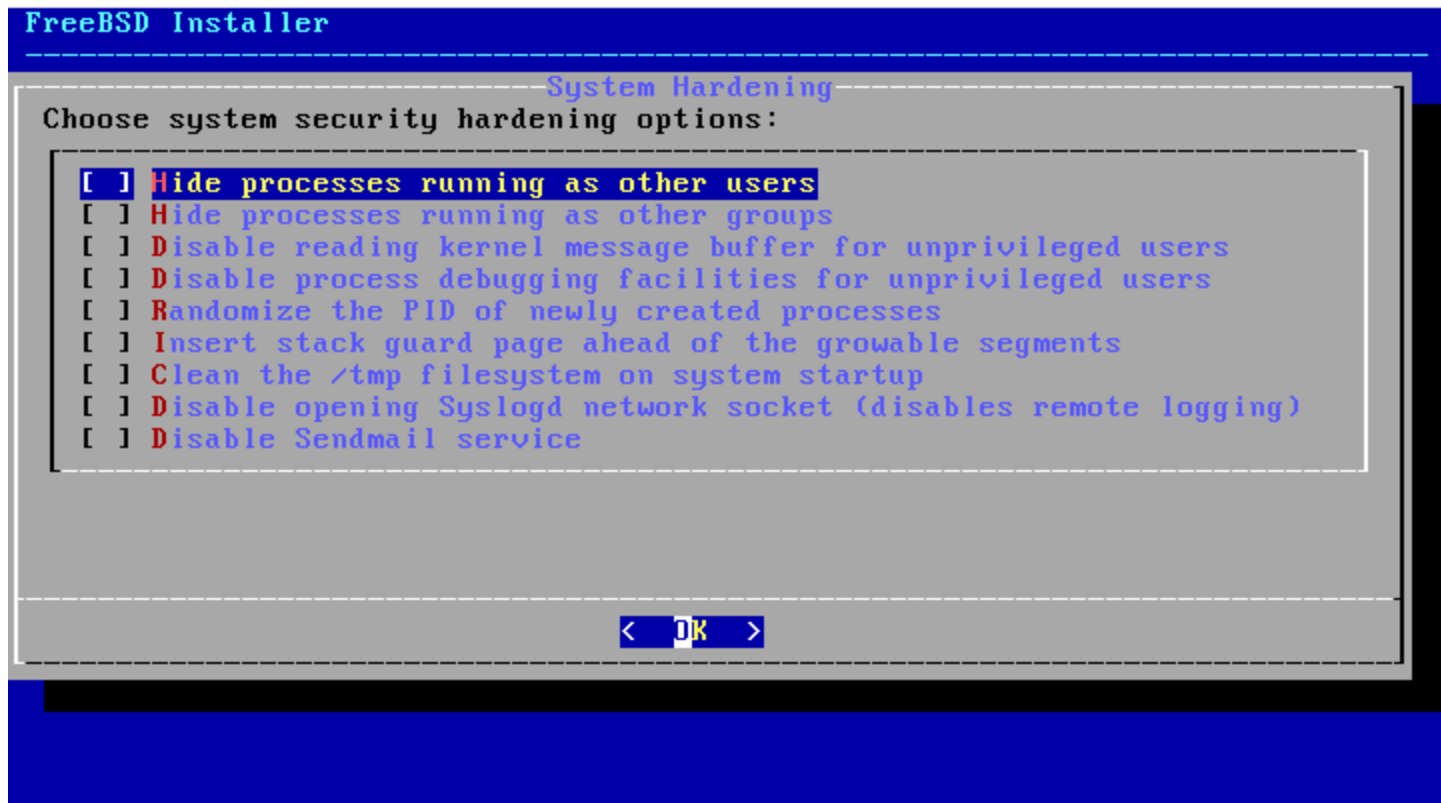 FreeBSD Installer
System Hardening
Choose system security hardening options:
[ ] Hide processes running as other users
[ ] Hide processes running as other groups
[ ] Disable reading kernel message buffer for unprivileged users
[ ] Disable process debugging facilities for unprivileged users
[ ] Randomize the PID of newly created processes
[ ] Insert stack guard page ahead of the growable segments
[ ] Clean the /tmp filesystem on system startup
[ ] Disable opening Syslogd network socket (disables remote logging)
[ ] Disable Sendmail service
< OK >